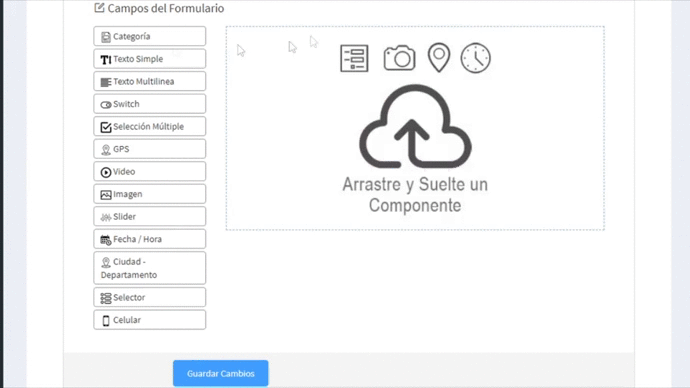 Campos del Formulario
Categoría
Texto Simple
Texto Multilinea
Switch
Selección Múltiple
GPS
Video
Imagen
Slider
Fecha / Hora
Ciudad -
Departamento
Selector
Celular
Arrastre y Suelte un
Componente
Guardar Cambios